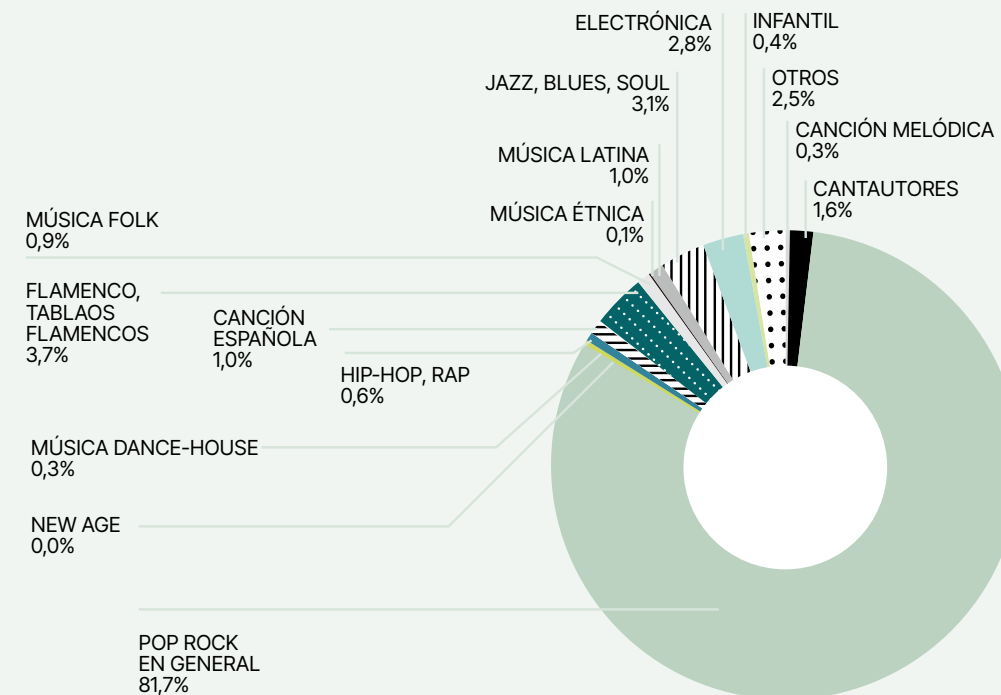 ELECTRÓNICA
2,8%
INFANTIL
0,4%
JAZZ, BLUES, SOUL
3,1%
OTROS
2,5%
CANCIÓN MELÓDICA
0,3%
MÚSICA LATINA
1,0%
CANTAUTORES
1,6%
MÚSICA ÉTNICA
0,1%
MÚSICA FOLK
0,9%
FLAMENCO,
TABLAOS
FLAMENCOS
3,7%
CANCIÓN
ESPAÑOLA
1,0%
HIP-HOP, RAP
0,6%
MÚSICA DANCE-HOUSE
0,3%
NEW AGE
0,0%
POP ROCK
EN GENERAL
81,7%